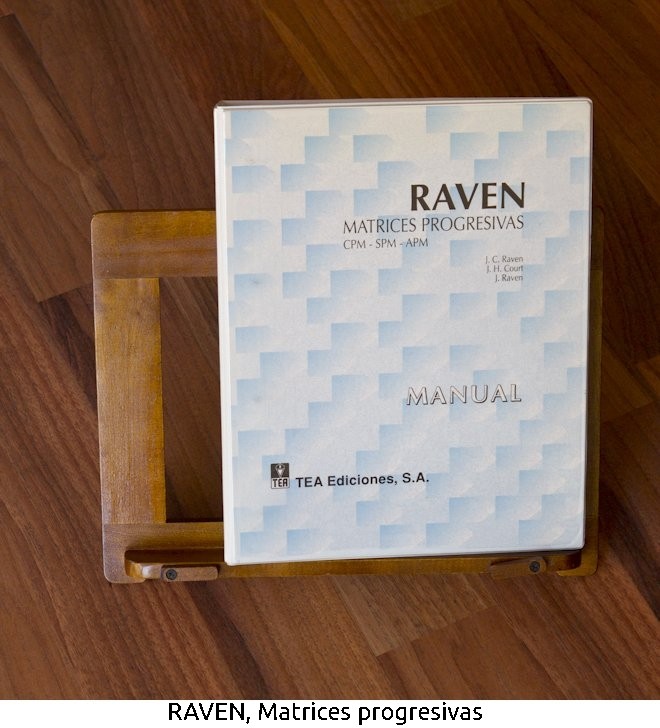 RAVEN
MATRICES PROGRESIVAS
CPM - SPM - APM
J. C. Raven
J. H. Court
J. Raven
MANUAL
TEA
TEA Ediciones, S.A.
RAVEN, Matrices progresivas